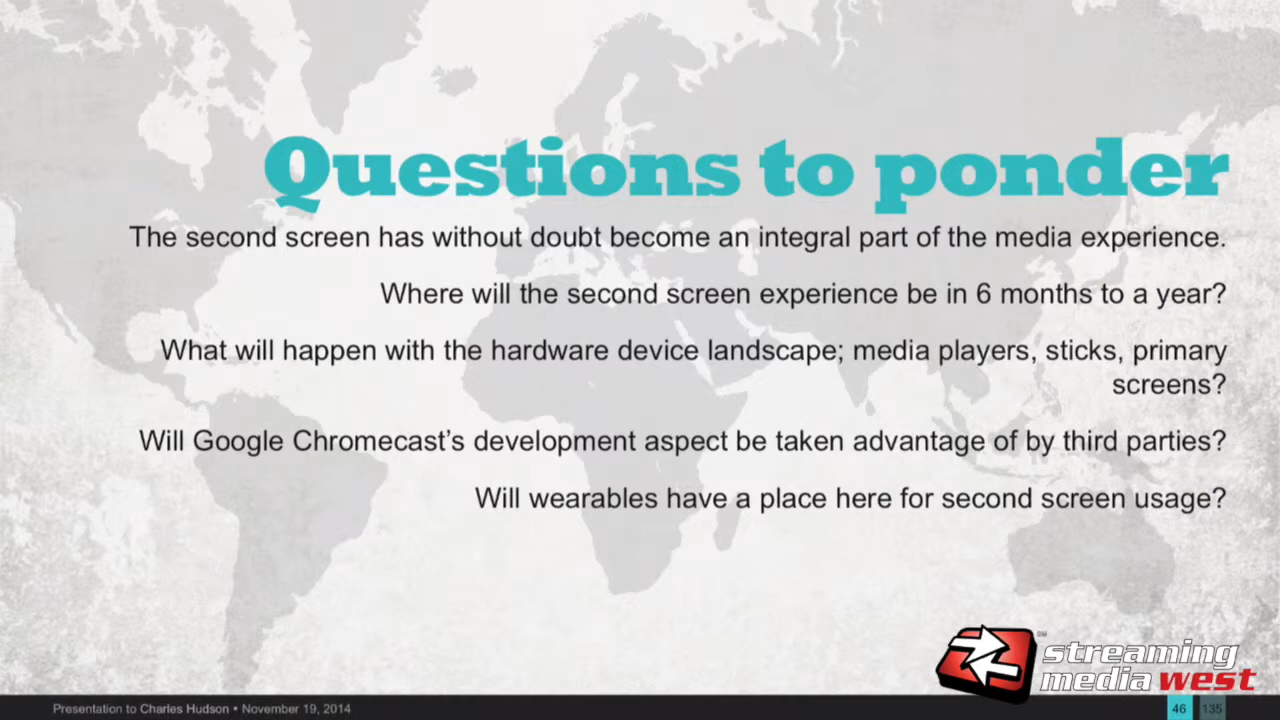 Questions to ponder
The second screen has without doubt become an integral part of the media experience.
Where will the second screen experience be in 6 months to a year?
What will happen with the hardware device landscape; media players, sticks, primary
screens?
Will Google Chromecast’s development aspect be taken advantage of by third parties?
Will wearables have a place here for second screen usage?
SM
streaming
media west
Presentation to Charles Hudson • November 19, 2014
46 135